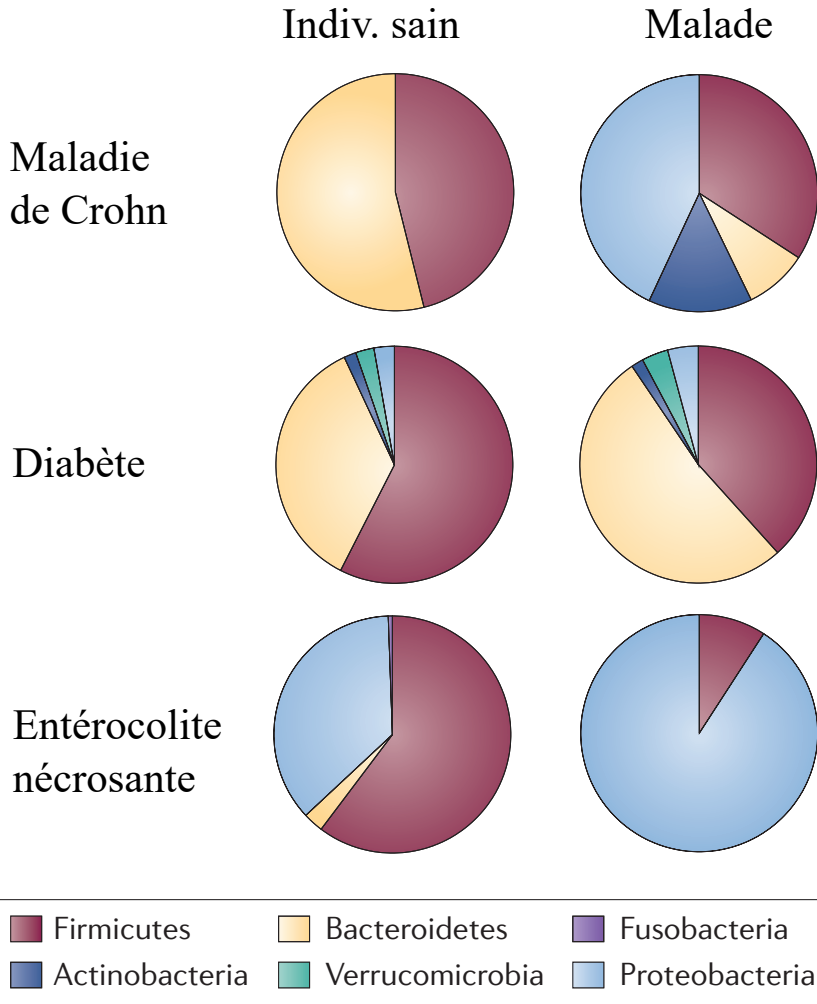 Indiv. sain
Malade
Maladie
de Crohn
Diabète
Entérocolite
nécrosante
Firmicutes
Bacteroidetes
Fusobacteria
Actinobacteria
Verrucomicrobia
Proteobacteria